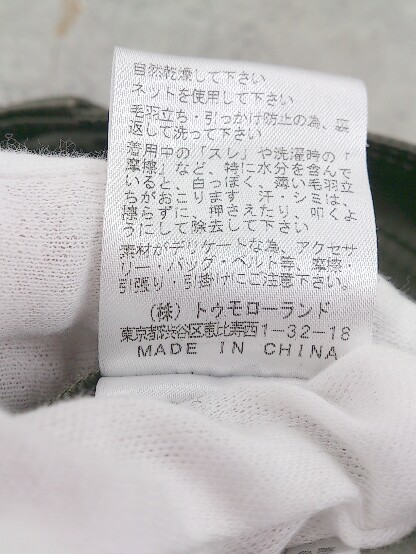 自然乾燥して下さい
ネットを使用して下さい
毛羽立ち・引っかけ防止の為、裏
返して洗って下さい
着用中の「スレ」や洗濯時の「
摩擦」など、特に水分を含んで
いると、白っぽく、薄い毛羽立
ちがおこります 汗・シミは、
擦らずに、押さえたり、叩くよ
うにして除去して下さい
素材がデリケートな為、アクセサ
リー・バッグ・ベルト等、摩擦・
引張り・引掛けにご注意下さい。
(株) トゥモローランド
東京都渋谷区恵比寿西1-32-18
MADE IN CHINA